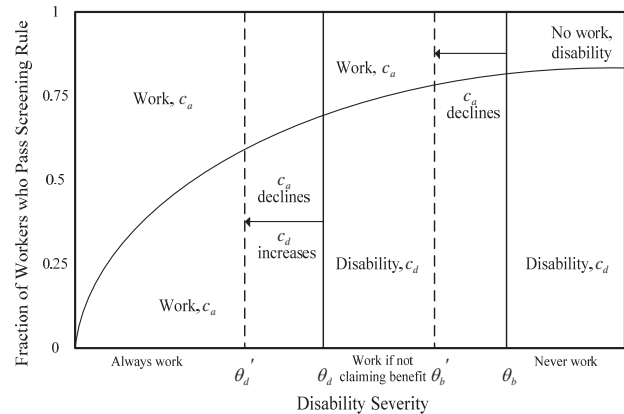 Fraction of Workers who Pass Screening Rule
1
0.75
0.5
0.25
0
Work, c_a
Work, c_a
No work,
disability
c_a
declines
c_a
declines
c_d
increases
Disability, c_d
Disability, c_d
Work, c_a
Always work
Work if not
claiming benefit
Never work
θ_d'
θ_d
θ_b'
θ_b
Disability Severity